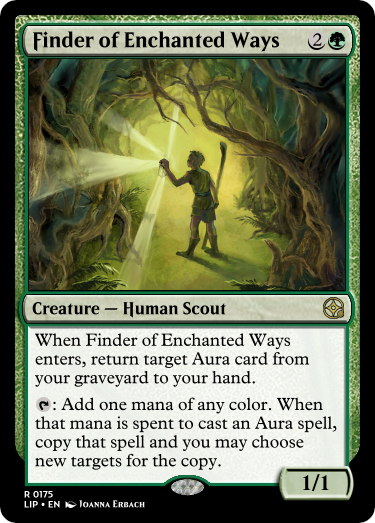 Finder of Enchanted Ways 2
Creature — Human Scout
When Finder of Enchanted Ways
enters, return target Aura card from
your graveyard to your hand.
: Add one mana of any color. When
that mana is spent to cast an Aura spell,
copy that spell and you may choose
new targets for the copy.
1/1
R 0175
LIP • EN Joanna Erbach